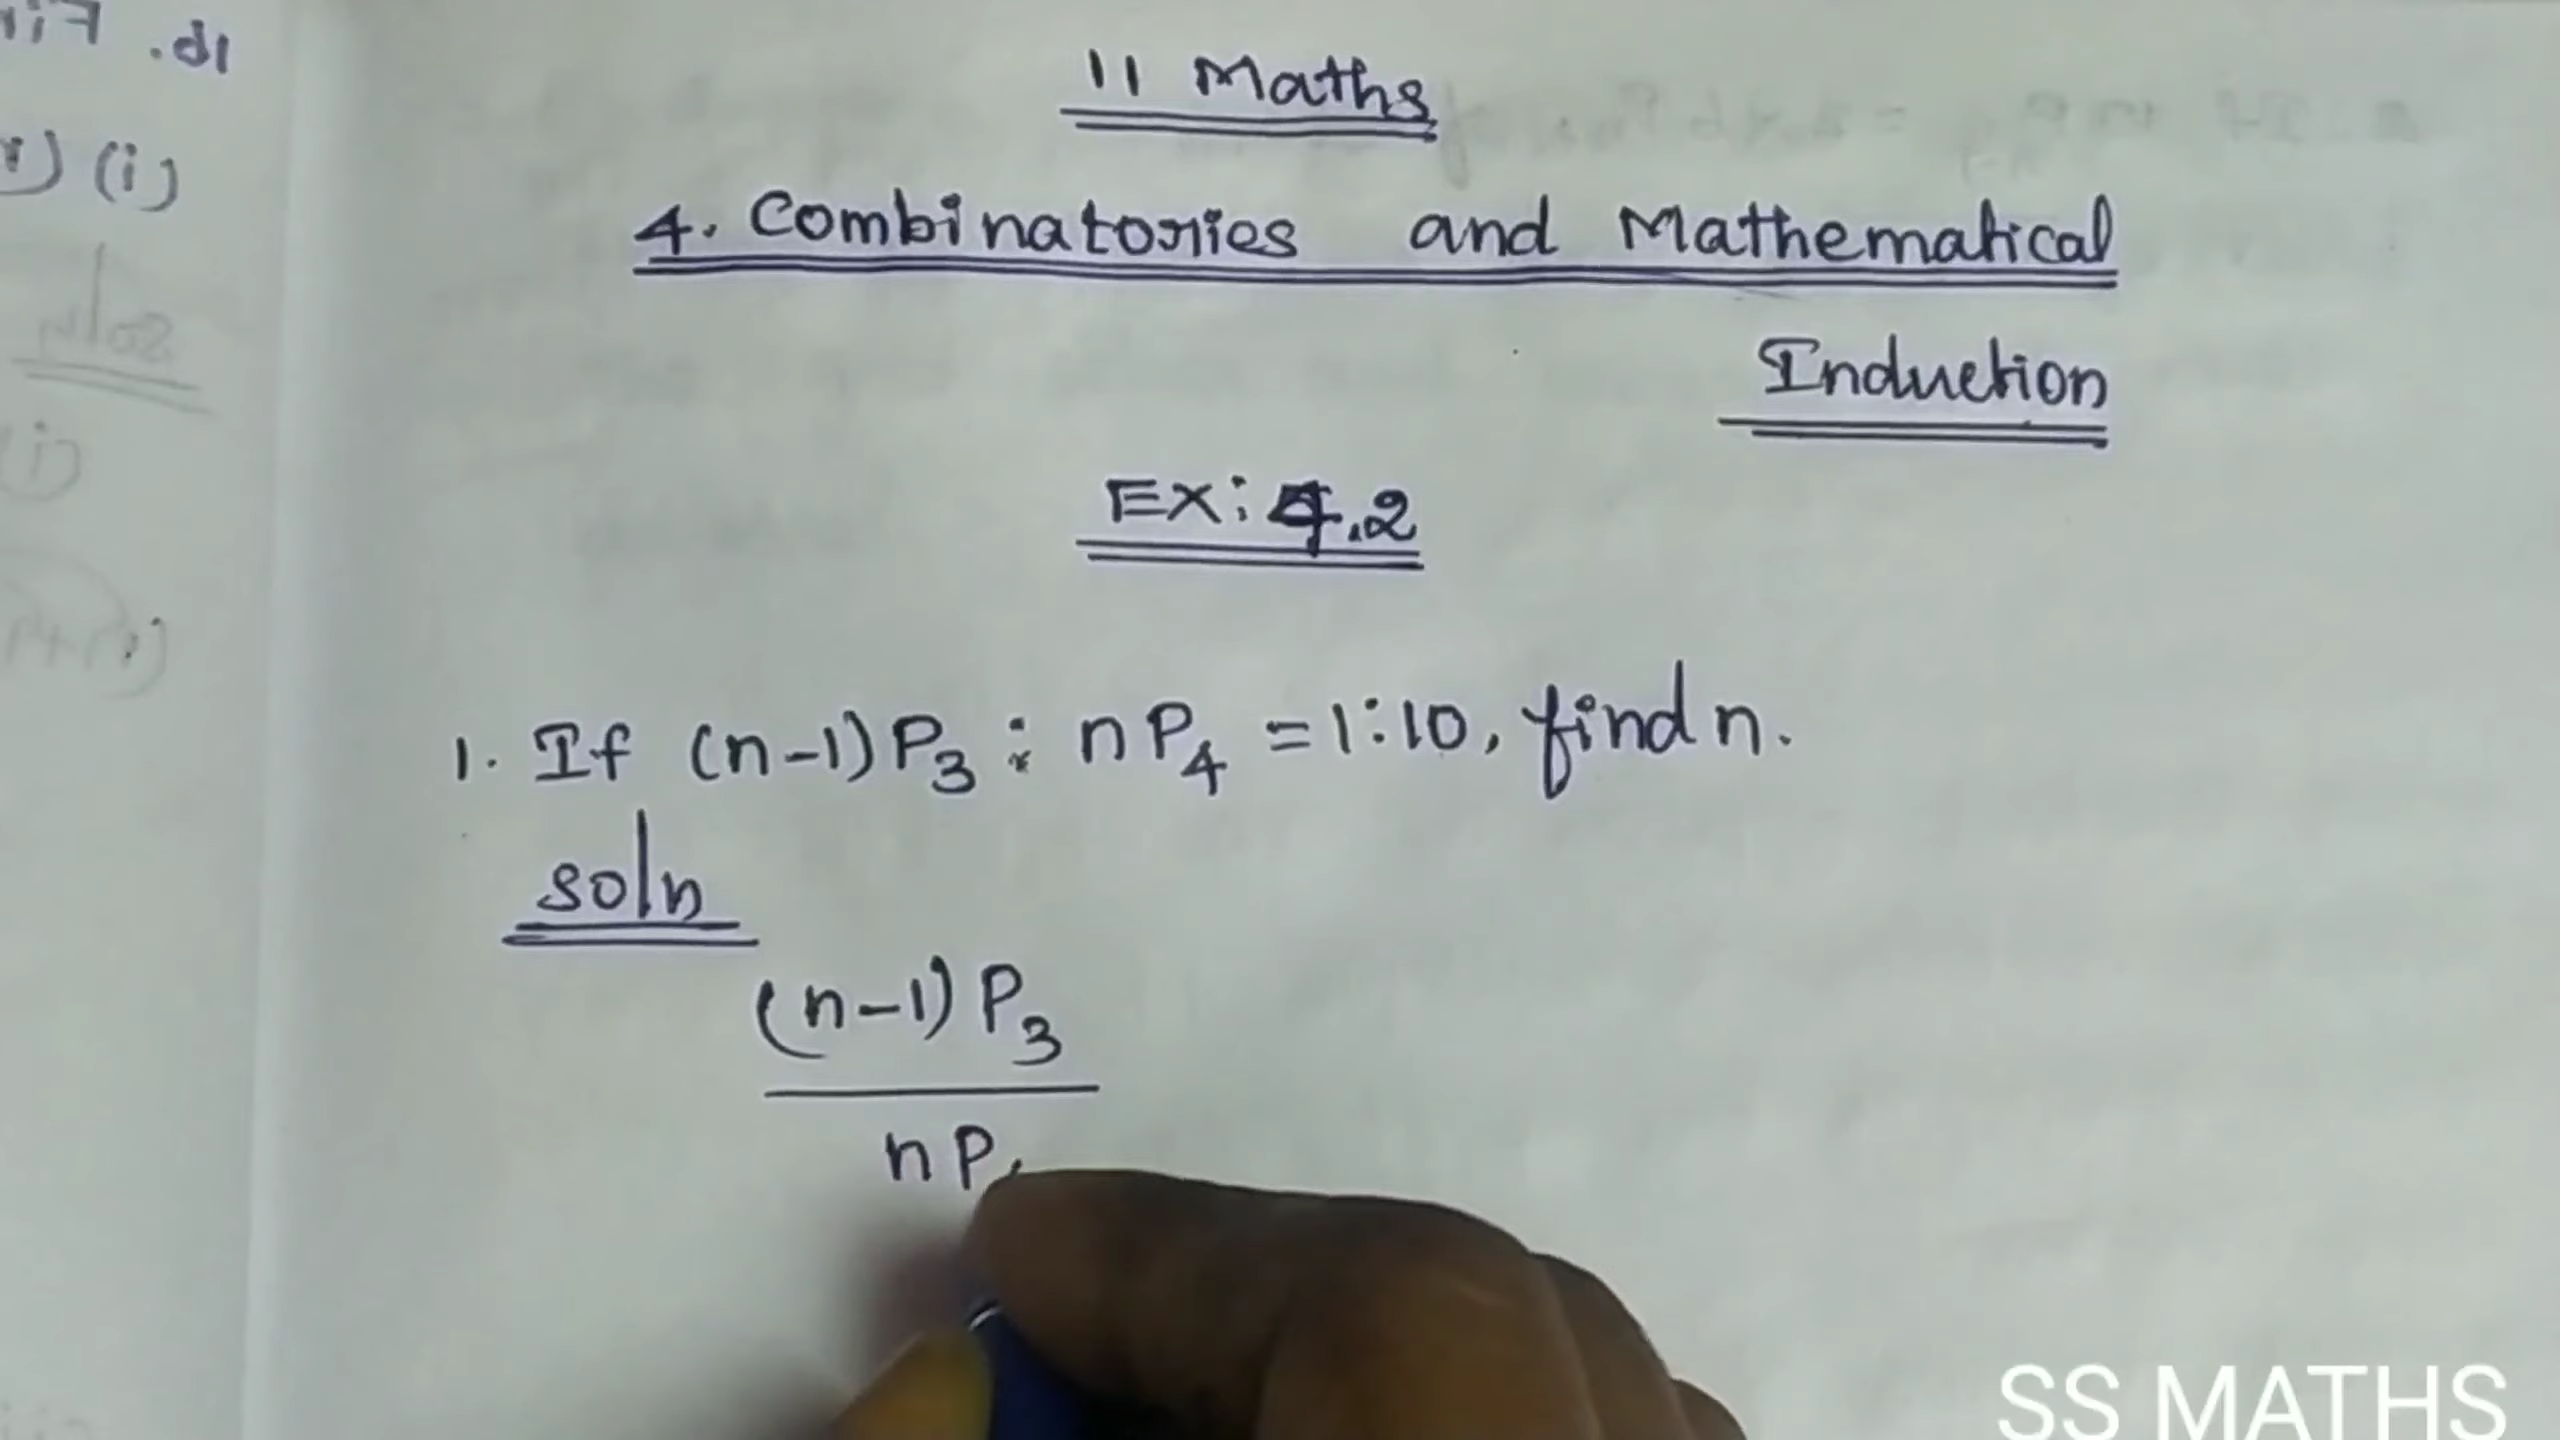 11 Maths
4. Combinatories and Mathematical
Induction
Ex: 4.2
1. If (n-1)P₃ : nP₄ = 1:10, find n.
soln
(n-1)P₃
nP
SS MATHS